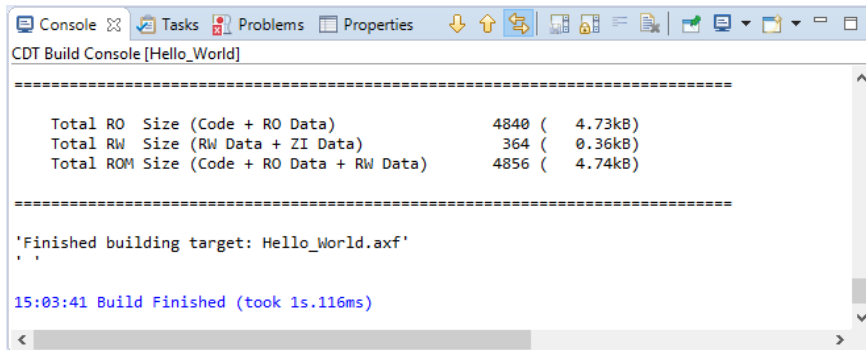 Console Tasks Problems Properties
CDT Build Console [Hello_World]
==============================================================================
Total RO  Size (Code + RO Data)                 4840 (   4.73kB)
Total RW  Size (RW Data + ZI Data)               364 (   0.36kB)
Total ROM Size (Code + RO Data + RW Data)       4856 (   4.74kB)
==============================================================================
'Finished building target: Hello_World.axf'
' '
15:03:41 Build Finished (took 1s.116ms)